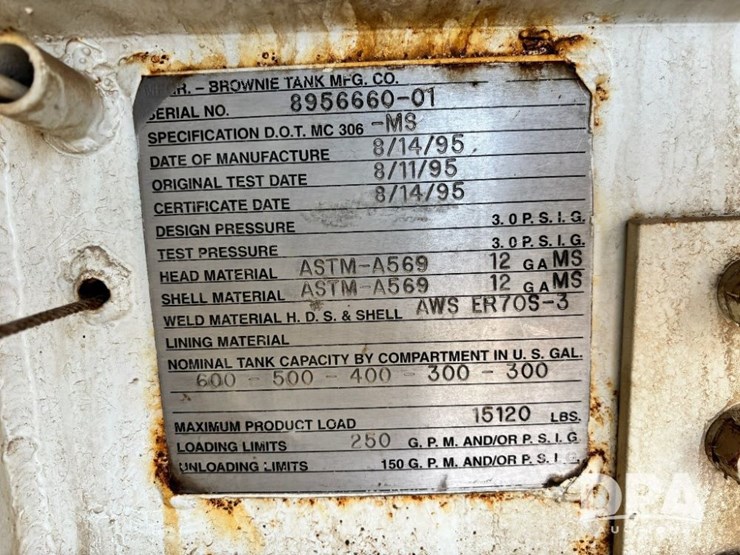 MFGR. - BROWNIE TANK MFG. CO.
SERIAL NO. 8956660-01
SPECIFICATION D.O.T. MC 306 -MS
DATE OF MANUFACTURE 8/14/95
ORIGINAL TEST DATE 8/11/95
CERTIFICATE DATE 8/14/95
DESIGN PRESSURE 3.0 P.S.I.G.
TEST PRESSURE 3.0 P.S.I.G.
HEAD MATERIAL ASTM-A569 12 GA MS
SHELL MATERIAL ASTM-A569 12 GA MS
WELD MATERIAL H.D.S. & SHELL AWS ER70S-3
LINING MATERIAL
NOMINAL TANK CAPACITY BY COMPARTMENT IN U.S. GAL.
600 - 500 - 400 - 300 - 300
MAXIMUM PRODUCT LOAD 15120 LBS.
LOADING LIMITS 250 G.P.M. AND/OR P.S.I.G
UNLOADING LIMITS 150 G.P.M. AND/OR P.S.I.
DPA
AUCTIONS